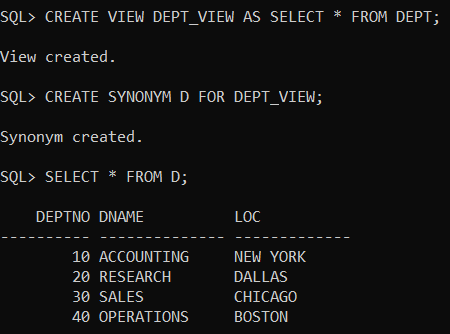 SQL> CREATE VIEW DEPT_VIEW AS SELECT * FROM DEPT;
View created.
SQL> CREATE SYNONYM D FOR DEPT_VIEW;
Synonym created.
SQL> SELECT * FROM D;
    DEPTNO DNAME          LOC
---------- -------------- -------------
        10 ACCOUNTING     NEW YORK
        20 RESEARCH       DALLAS
        30 SALES          CHICAGO
        40 OPERATIONS     BOSTON